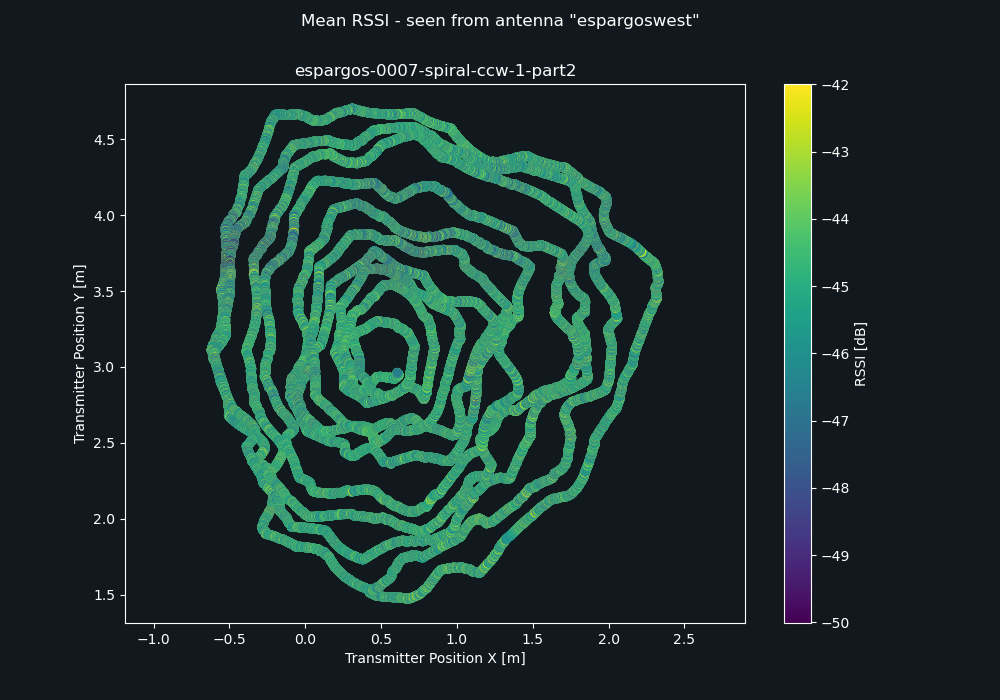 Mean RSSI - seen from antenna "espargoswest"
espargos-0007-spiral-ccw-1-part2
Transmitter Position Y [m]
4.5
4.0
3.5
3.0
2.5
2.0
1.5
−1.0 −0.5 0.0 0.5 1.0 1.5 2.0 2.5
Transmitter Position X [m]
−42
−43
−44
−45
−46
−47
−48
−49
−50
RSSI [dB]